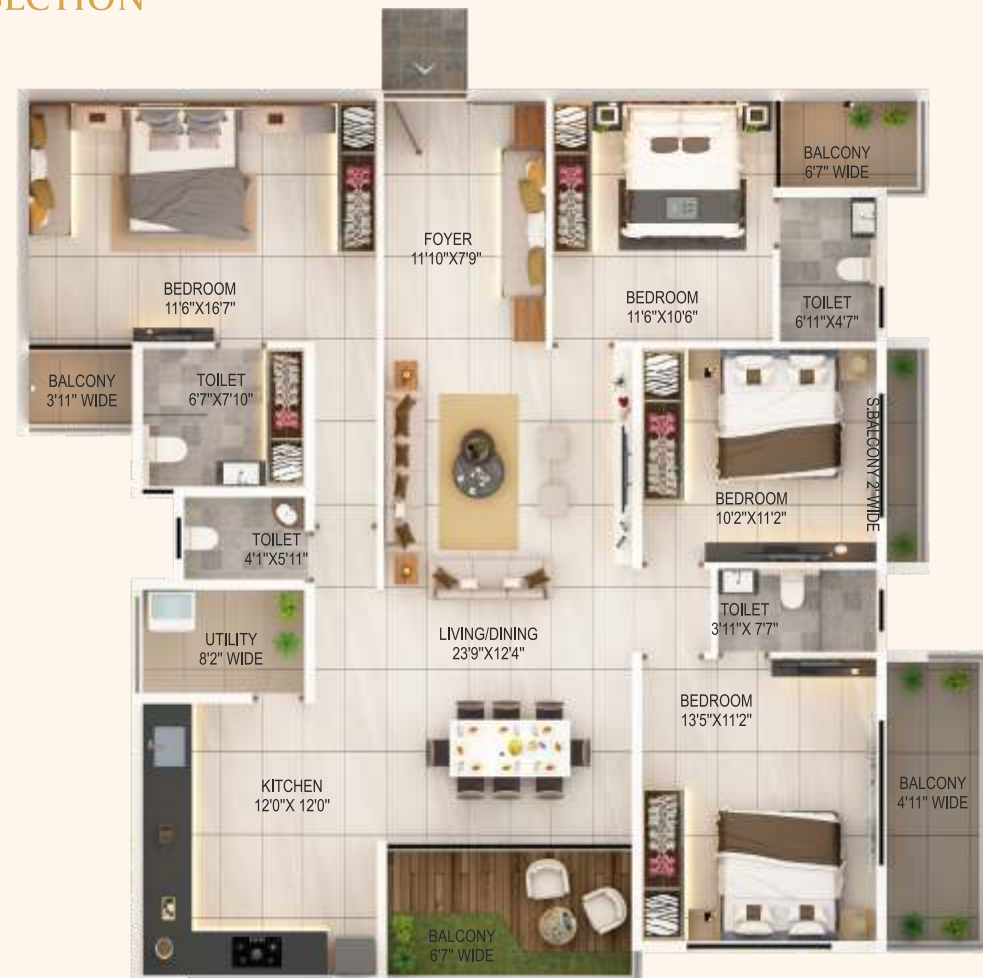 SECTION
BALCONY
6'7" WIDE
FOYER
11'10"X7'9"
BEDROOM
11'6"X16'7"
BEDROOM
11'6"X10'6"
TOILET
6'11"X4'7"
BALCONY
3'11" WIDE
TOILET
6'7"X7'10"
S.BALCONY 2' WIDE
BEDROOM
10'2"X11'2"
TOILET
4'1"X5'11"
TOILET
3'11"X 7'7"
UTILITY
8'2" WIDE
LIVING/DINING
23'9"X12'4"
BEDROOM
13'5"X11'2"
KITCHEN
12'0"X 12'0"
BALCONY
4'11" WIDE
BALCONY
6'7" WIDE